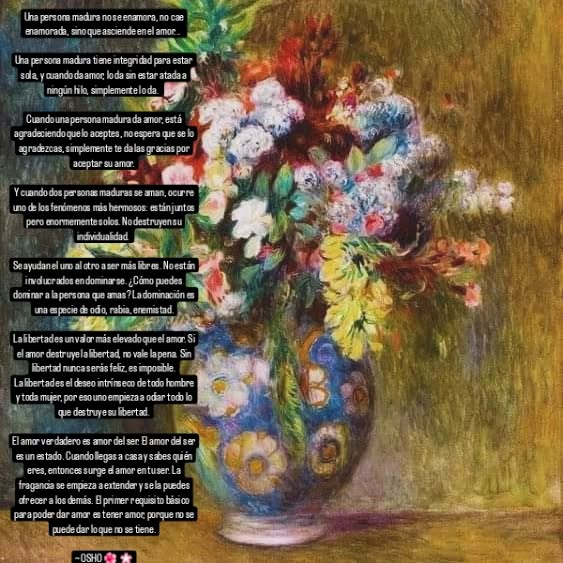 Una persona madura no se enamora, no cae
enamorada, sino que asciende en el amor...
Una persona madura tiene integridad para estar
sola, y cuando da amor, lo da sin estar atada a
ningún hilo, simplemente lo da.
Cuando una persona madura da amor, está
agradeciendo que lo aceptes, no espera que se lo
agradezcas, simplemente te da las gracias por
aceptar su amor.
Y cuando dos personas maduras se aman, ocurre
uno de los fenómenos más hermosos: están juntos
pero enormemente solos. No destruyen su
individualidad.
Se ayudan el uno al otro a ser más libres. No están
involucrados en dominarse. ¿Cómo puedes
dominar a la persona que amas? La dominación es
una especie de odio, rabia, enemistad.
La libertad es un valor más elevado que el amor. Si
el amor destruye la libertad, no vale la pena. Sin
libertad nunca serás feliz, es imposible.
La libertad es el deseo intrínseco de todo hombre
y toda mujer, por eso uno empieza a odiar todo lo
que destruye su libertad.
El amor verdadero es amor del ser. El amor del ser
es un estado. Cuando llegas a casa y sabes quién
eres, entonces surge el amor en tu ser. La
fragancia se empieza a extender y se la puedes
ofrecer a los demás. El primer requisito básico
para poder dar amor es tener amor, porque no se
puede dar lo que no se tiene.
~OSHO🌺🌸